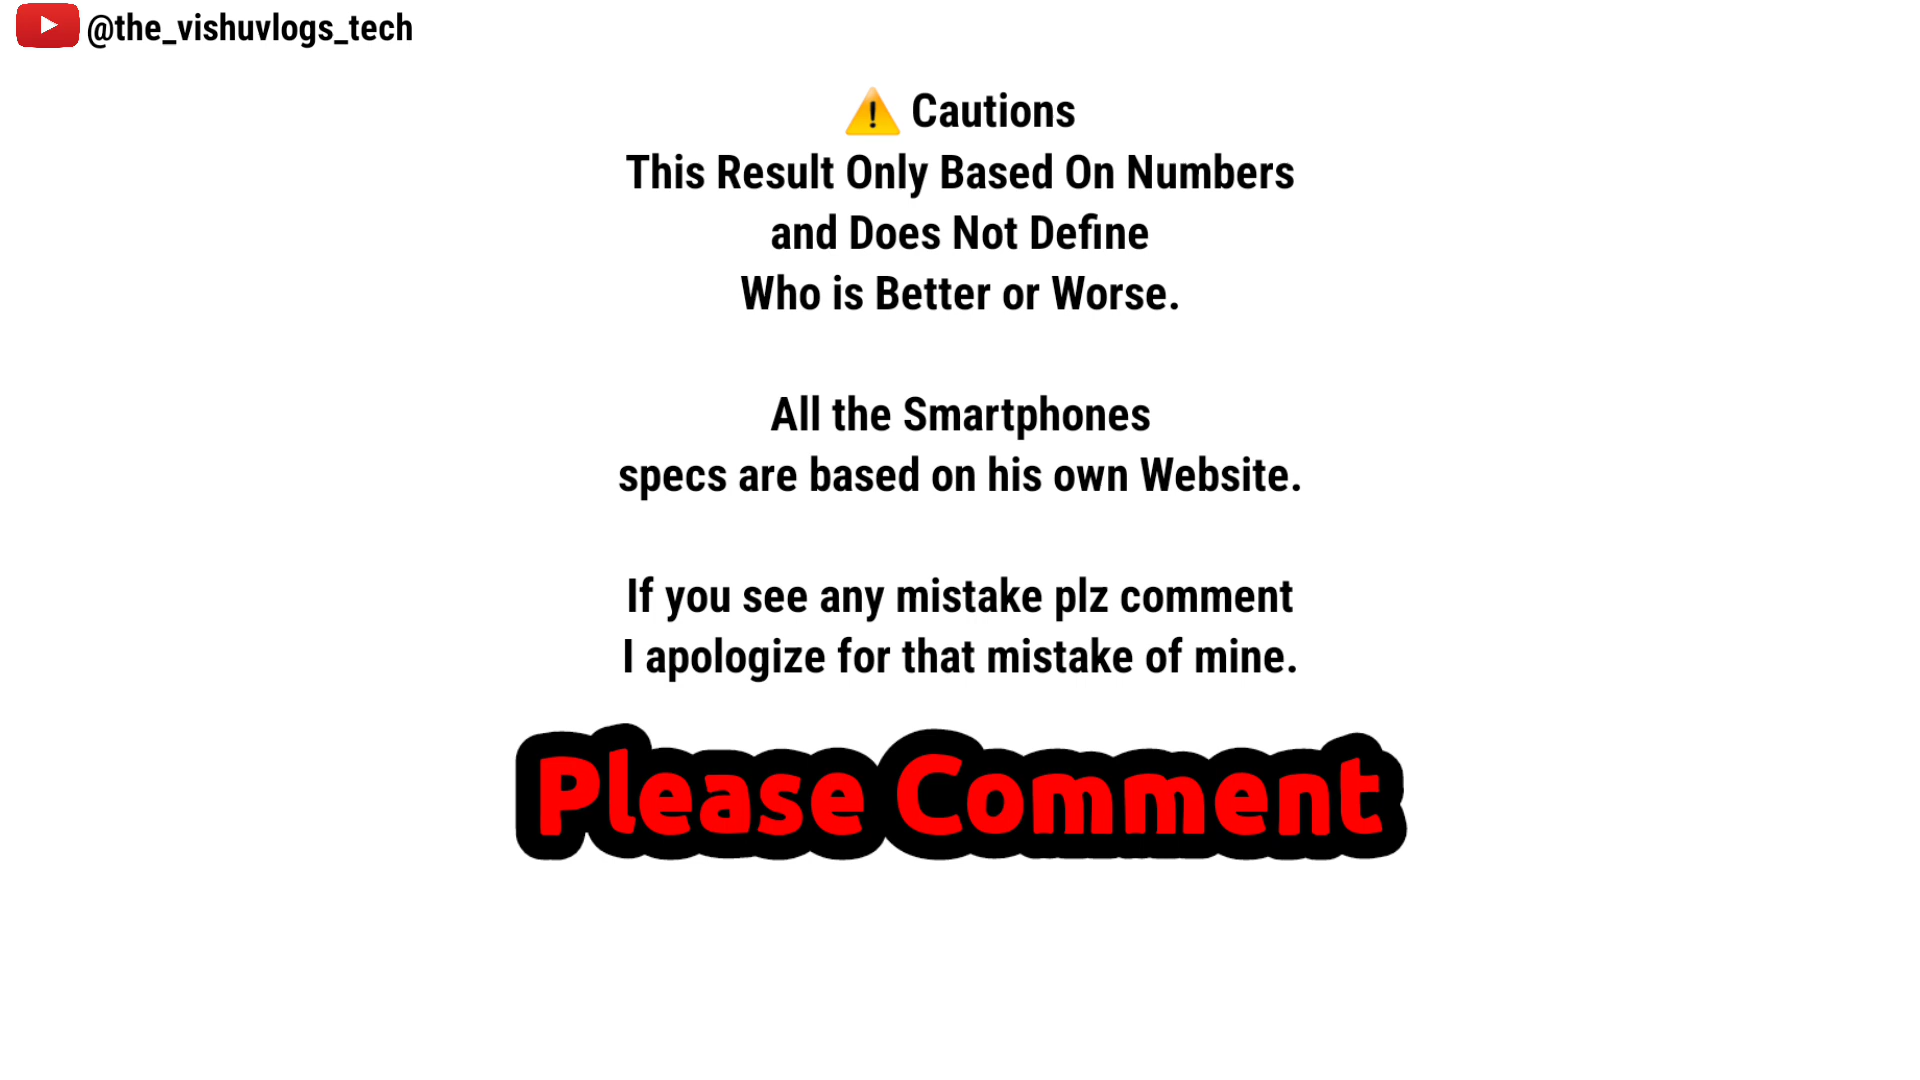 @the_vishuvlogs_tech
⚠️ Cautions
This Result Only Based On Numbers
and Does Not Define
Who is Better or Worse.
All the Smartphones
specs are based on his own Website.
If you see any mistake plz comment
I apologize for that mistake of mine.
Please Comment